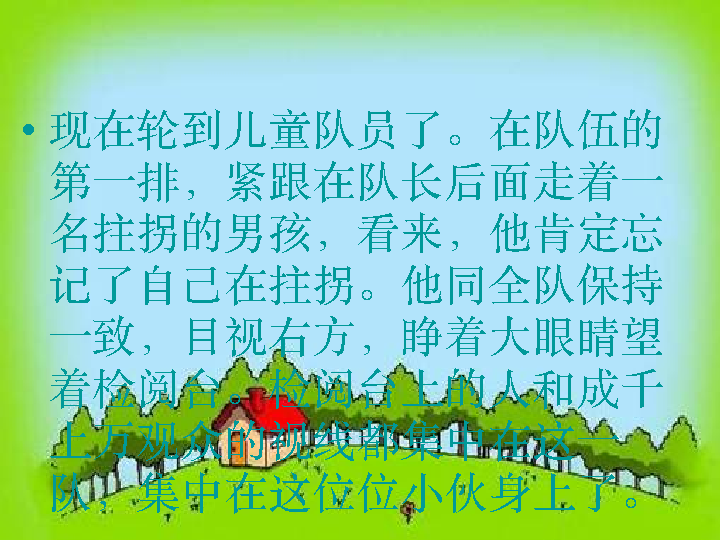 • 现在轮到儿童队员了。在队伍的
第一排，紧跟在队长后面走着一
名拄拐的男孩，看来，他肯定忘
记了自己在拄拐。他同全队保持
一致，目视右方，睁着大眼睛望
着检阅台。检阅台上的人和成千
上万观众的视线都集中在这一
队，集中在这位位小伙身上了。